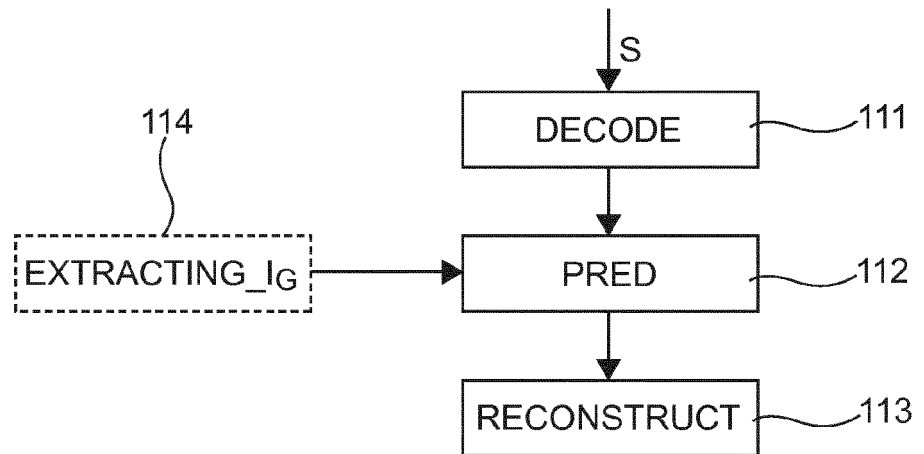 S
DECODE
111
114
EXTRACTING_IG
PRED
112
RECONSTRUCT
113